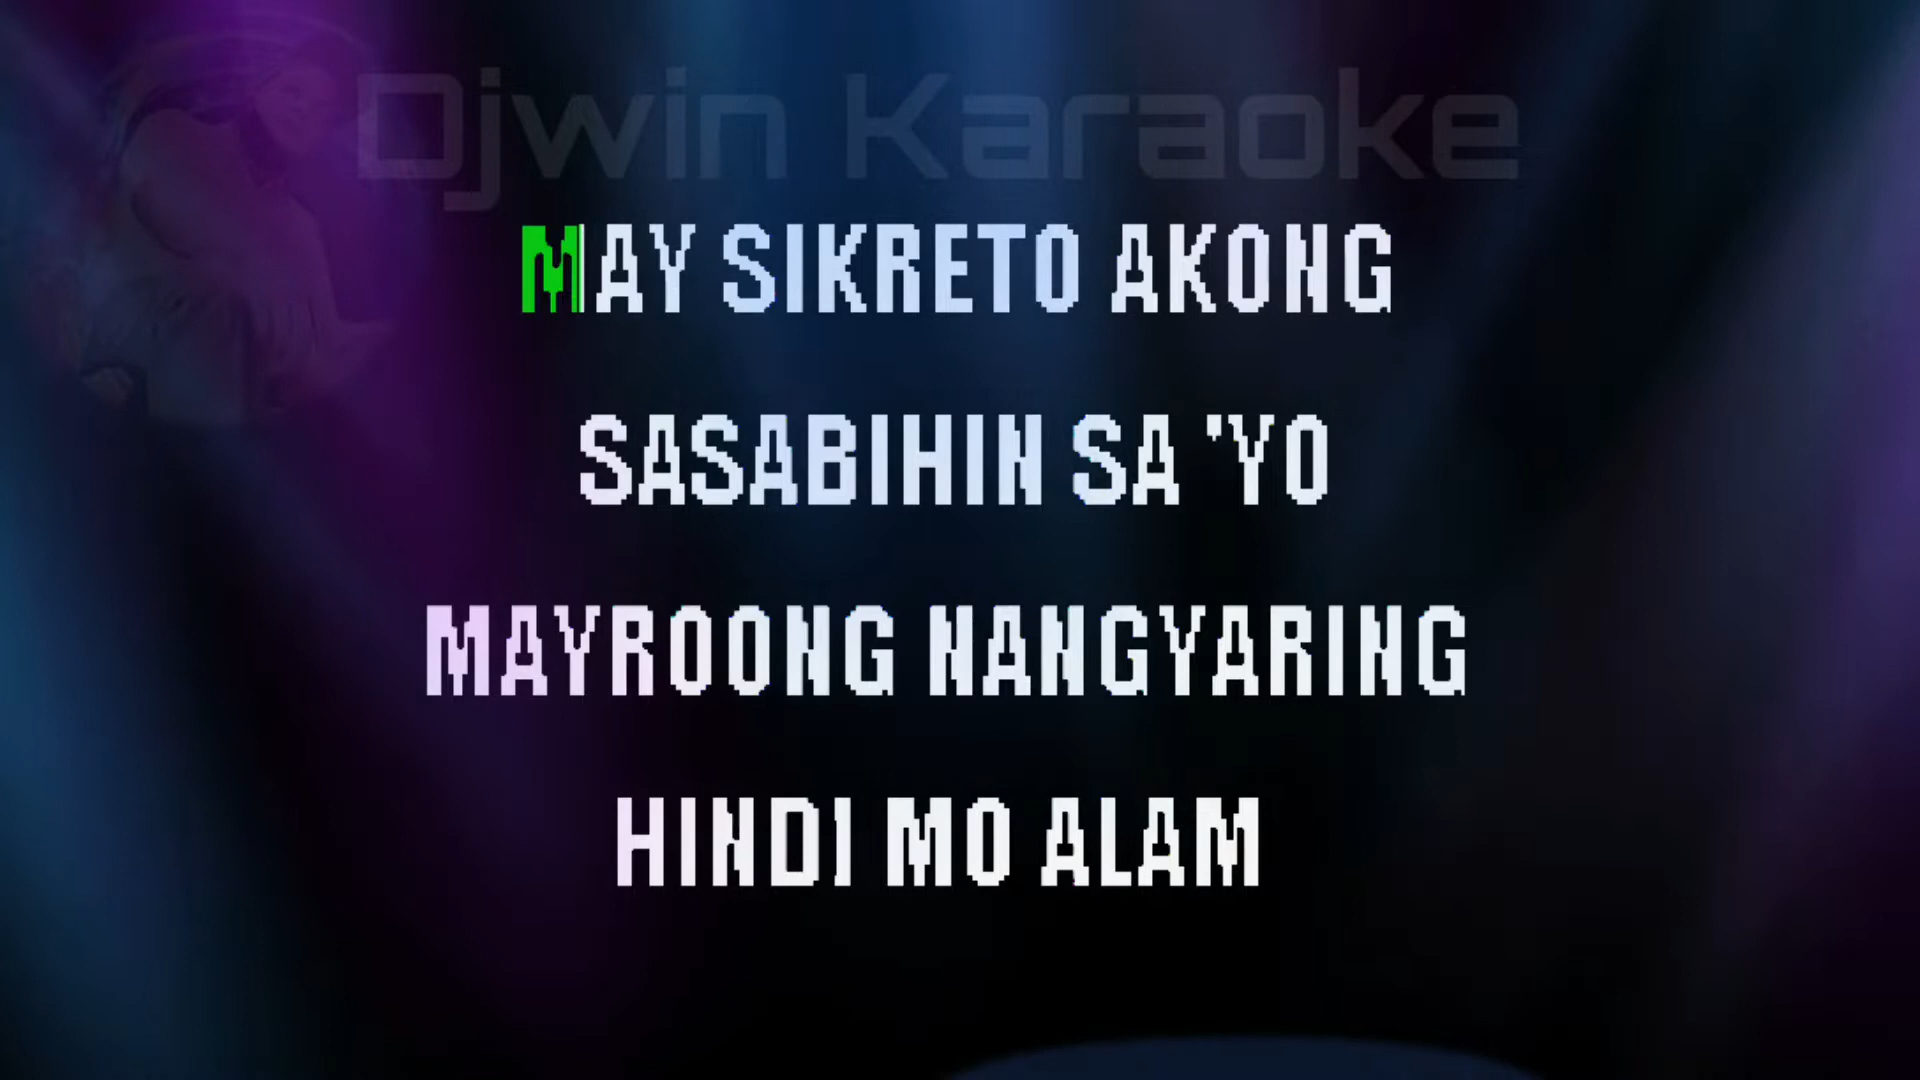 Djwin Karaoke
MAY SIKRETO AKONG
SASABIHIN SA 'YO
MAYROONG NANGYARING
HINDI MO ALAM